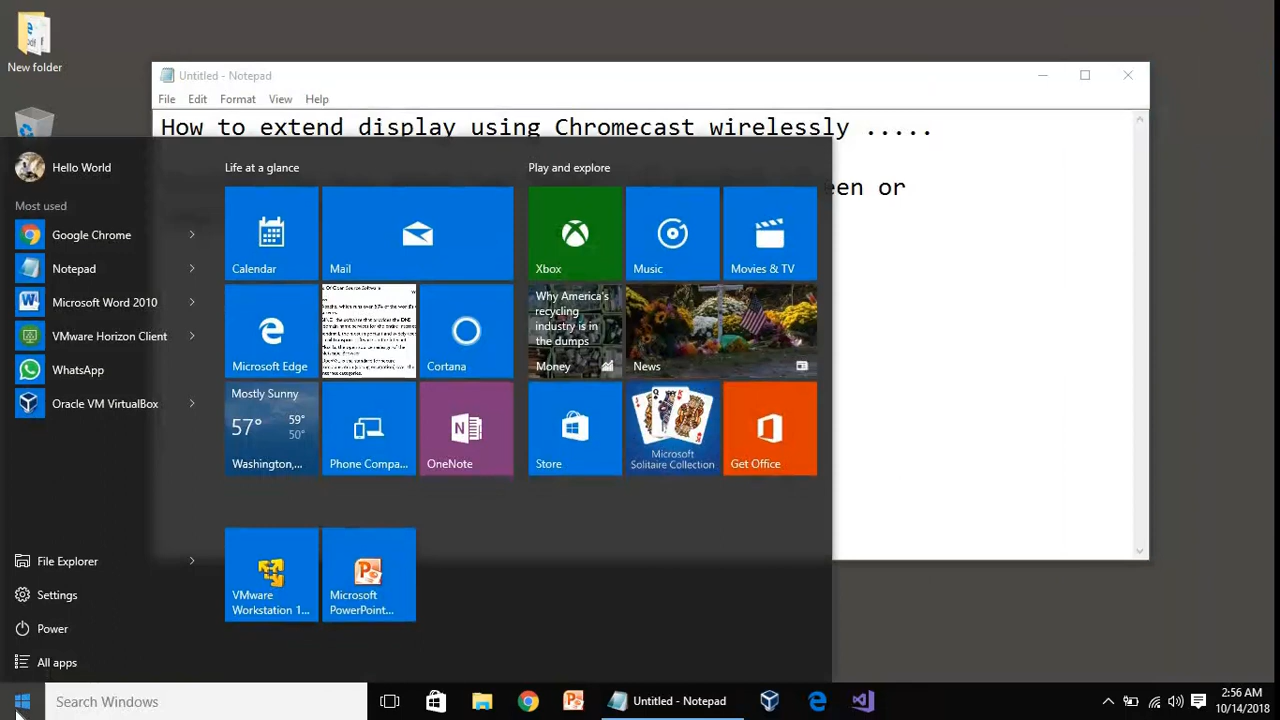 New folder
Untitled - Notepad
File Edit Format View Help
How to extend display using Chromecast wirelessly .....
een or
Hello World
Most used
Google Chrome
Notepad
Microsoft Word 2010
VMware Horizon Client
WhatsApp
Oracle VM VirtualBox
File Explorer
Settings
Power
All apps
Life at a glance
Calendar
Mail
Microsoft Edge
Cortana
Mostly Sunny
57°
59°
50°
Washington,...
Phone Compa...
OneNote
VMware
Workstation 1...
Microsoft
PowerPoint...
Play and explore
Xbox
Music
Movies & TV
Why America's
recycling
industry is in
the dumps
Money
News
Store
Microsoft
Solitaire Collection
Get Office
Search Windows
Untitled - Notepad
2:56 AM
10/14/2018